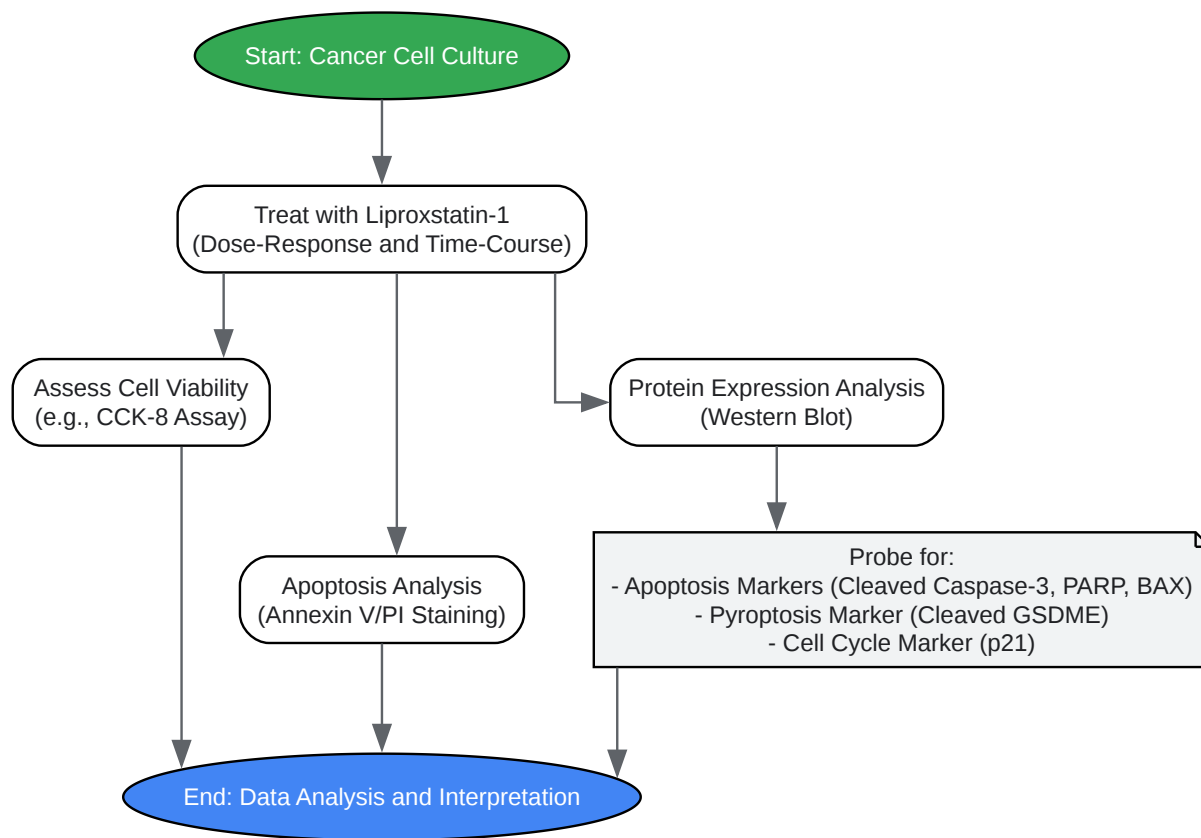 Start: Cancer Cell Culture
Treat with Liproxstatin-1
(Dose-Response and Time-Course)
Assess Cell Viability
(e.g., CCK-8 Assay)
Protein Expression Analysis
(Western Blot)
Apoptosis Analysis
(Annexin V/PI Staining)
Probe for:
- Apoptosis Markers (Cleaved Caspase-3, PARP, BAX)
- Pyroptosis Marker (Cleaved GSDME)
- Cell Cycle Marker (p21)
End: Data Analysis and Interpretation